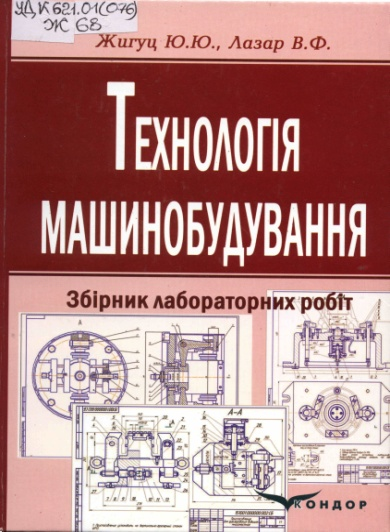 УДК 621.01(076)
Ж 68
Жигуц Ю.Ю., Лазар В.Ф.
ТЕХНОЛОГІЯ
МАШИНОБУДУВАННЯ
Збірник лабораторних робіт
А
А-А
КОНДОР